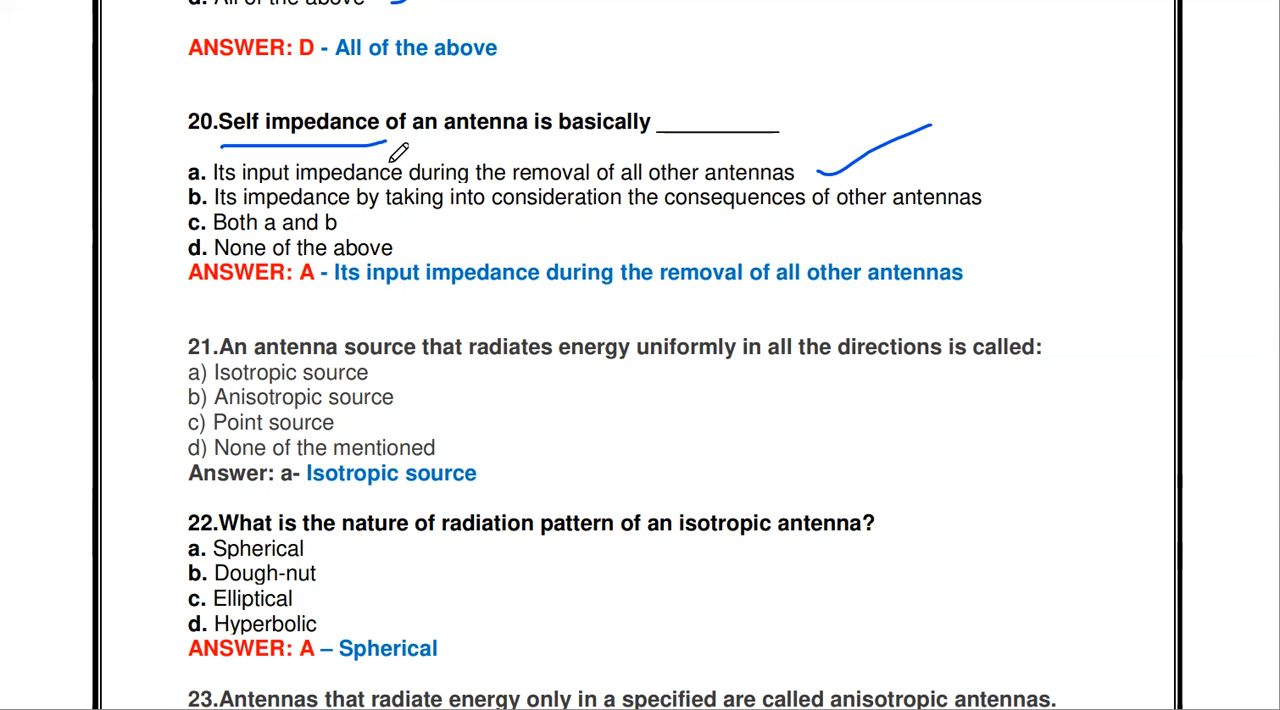 d. All of the above
ANSWER: D - All of the above
20.Self impedance of an antenna is basically __________
a. Its input impedance during the removal of all other antennas
b. Its impedance by taking into consideration the consequences of other antennas
c. Both a and b
d. None of the above
ANSWER: A - Its input impedance during the removal of all other antennas
21.An antenna source that radiates energy uniformly in all the directions is called:
a) Isotropic source
b) Anisotropic source
c) Point source
d) None of the mentioned
Answer: a- Isotropic source
22.What is the nature of radiation pattern of an isotropic antenna?
a. Spherical
b. Dough-nut
c. Elliptical
d. Hyperbolic
ANSWER: A – Spherical
23.Antennas that radiate energy only in a specified are called anisotropic antennas.